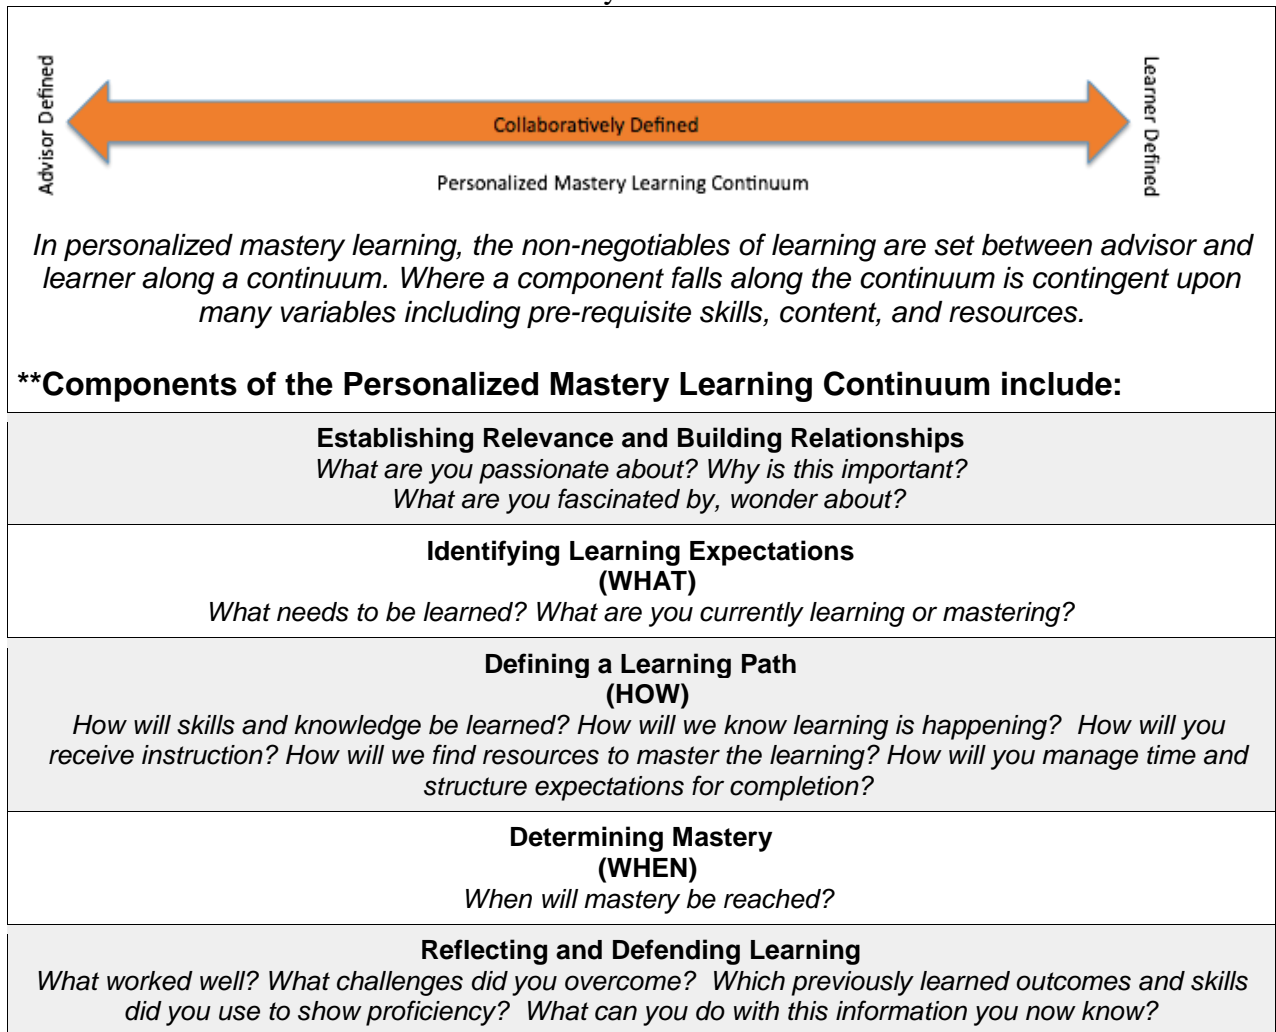 Advisor Defined
Collaboratively Defined
Learner Defined
Personalized Mastery Learning Continuum
In personalized mastery learning, the non-negotiables of learning are set between advisor and
learner along a continuum. Where a component falls along the continuum is contingent upon
many variables including pre-requisite skills, content, and resources.
**Components of the Personalized Mastery Learning Continuum include:
Establishing Relevance and Building Relationships
What are you passionate about? Why is this important?
What are you fascinated by, wonder about?
Identifying Learning Expectations
(WHAT)
What needs to be learned? What are you currently learning or mastering?
Defining a Learning Path
(HOW)
How will skills and knowledge be learned? How will we know learning is happening?  How will you
receive instruction? How will we find resources to master the learning? How will you manage time and
structure expectations for completion?
Determining Mastery
(WHEN)
When will mastery be reached?
Reflecting and Defending Learning
What worked well? What challenges did you overcome?  Which previously learned outcomes and skills
did you use to show proficiency?  What can you do with this information you now know?